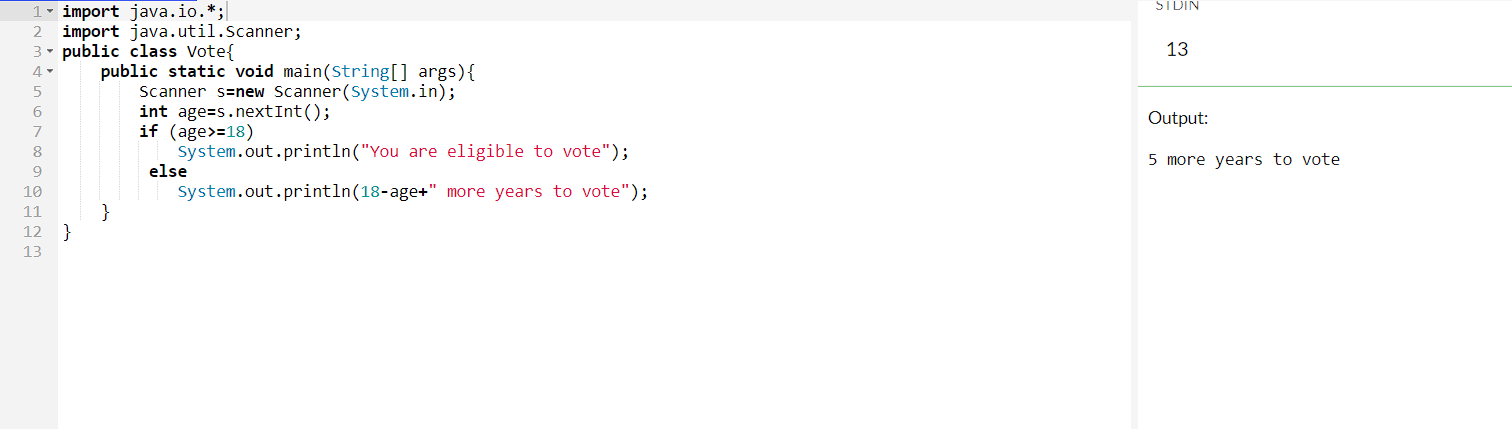 1 import java.io.*;
2 import java.util.Scanner;
3 public class Vote{
4 public static void main(String[] args){
5 Scanner s=new Scanner(System.in);
6 int age=s.nextInt();
7 if (age>=18)
8 System.out.println("You are eligible to vote");
9 else
10 System.out.println(18-age+" more years to vote");
11 }
12 }
13
STDIN
13
Output:
5 more years to vote